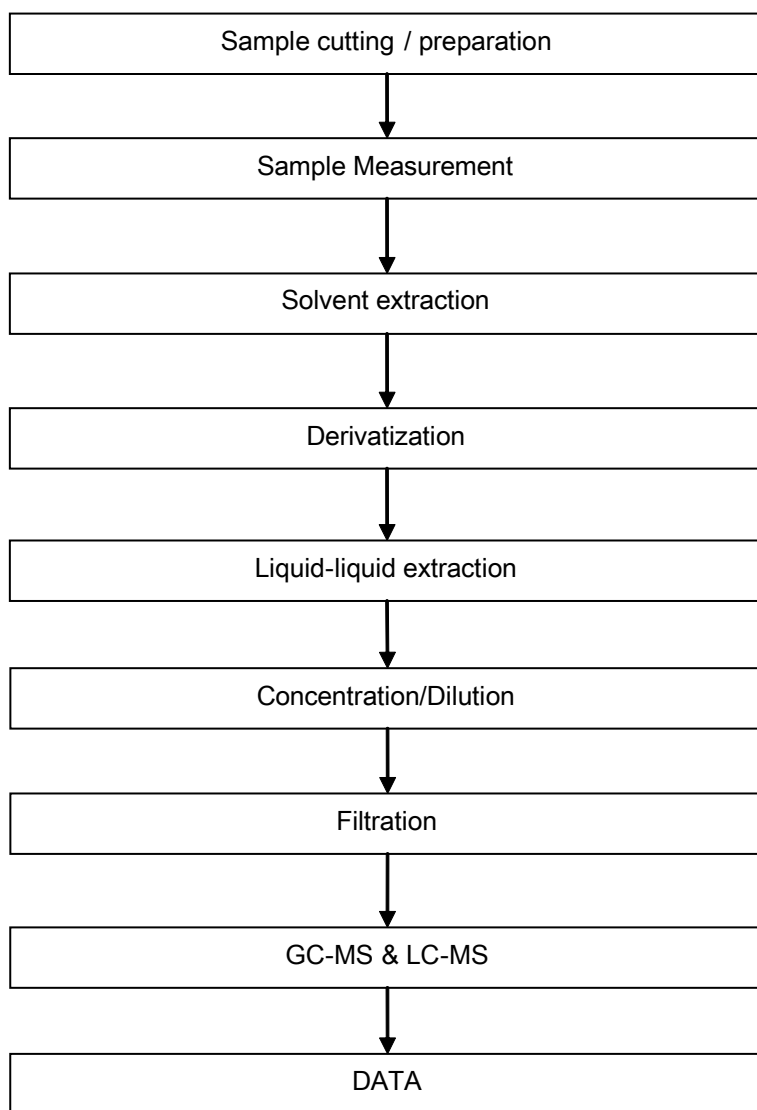 Sample cutting / preparation
Sample Measurement
Solvent extraction
Derivatization
Liquid-liquid extraction
Concentration/Dilution
Filtration
GC-MS & LC-MS
DATA